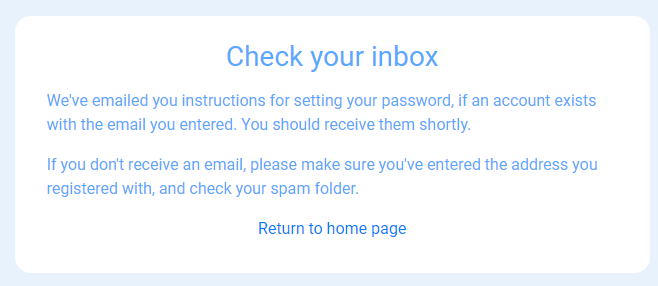 Check your inbox
We've emailed you instructions for setting your password, if an account exists
with the email you entered. You should receive them shortly.
If you don't receive an email, please make sure you've entered the address you
registered with, and check your spam folder.
Return to home page